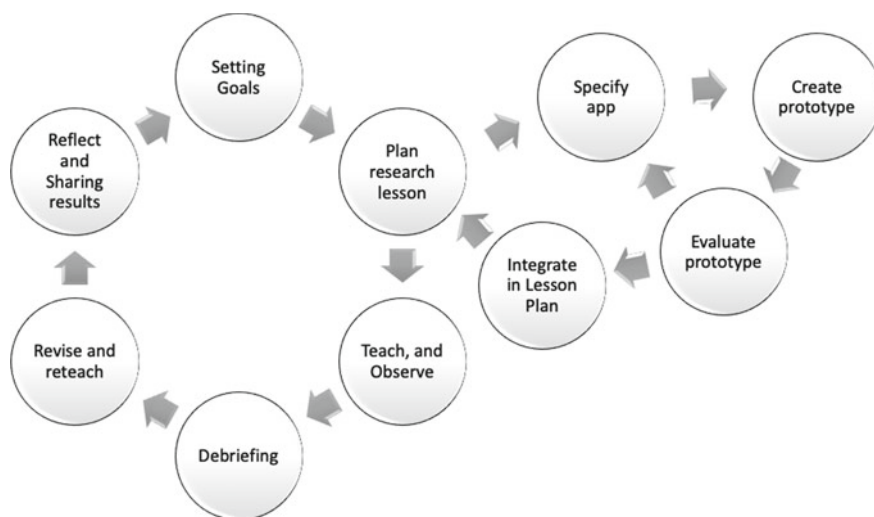 Setting
Goals
Specify
app
Create
prototype
Reflect
and
Sharing
results
Plan
research
lesson
Evaluate
prototype
Integrate
in Lesson
Plan
Revise and
reteach
Teach, and
Observe
Debriefing